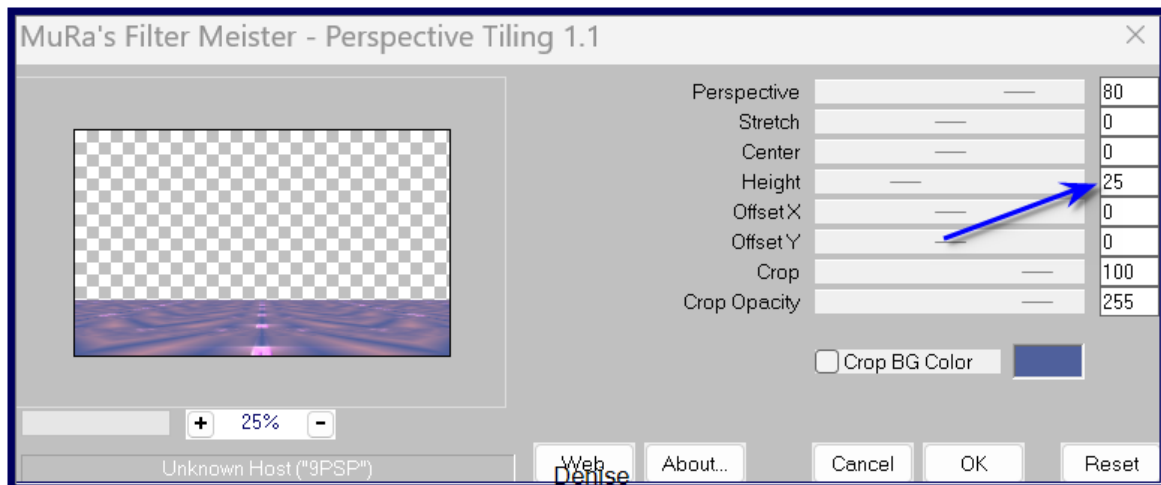 MuRa's Filter Meister - Perspective Tiling 1.1
Perspective 80
Stretch 0
Center 0
Height 25
Offset X 0
Offset Y 0
Crop 100
Crop Opacity 255
Crop BG Color
+ 25% -
Unknown Host ("9PSP")
Web About... Cancel OK Reset
Denise